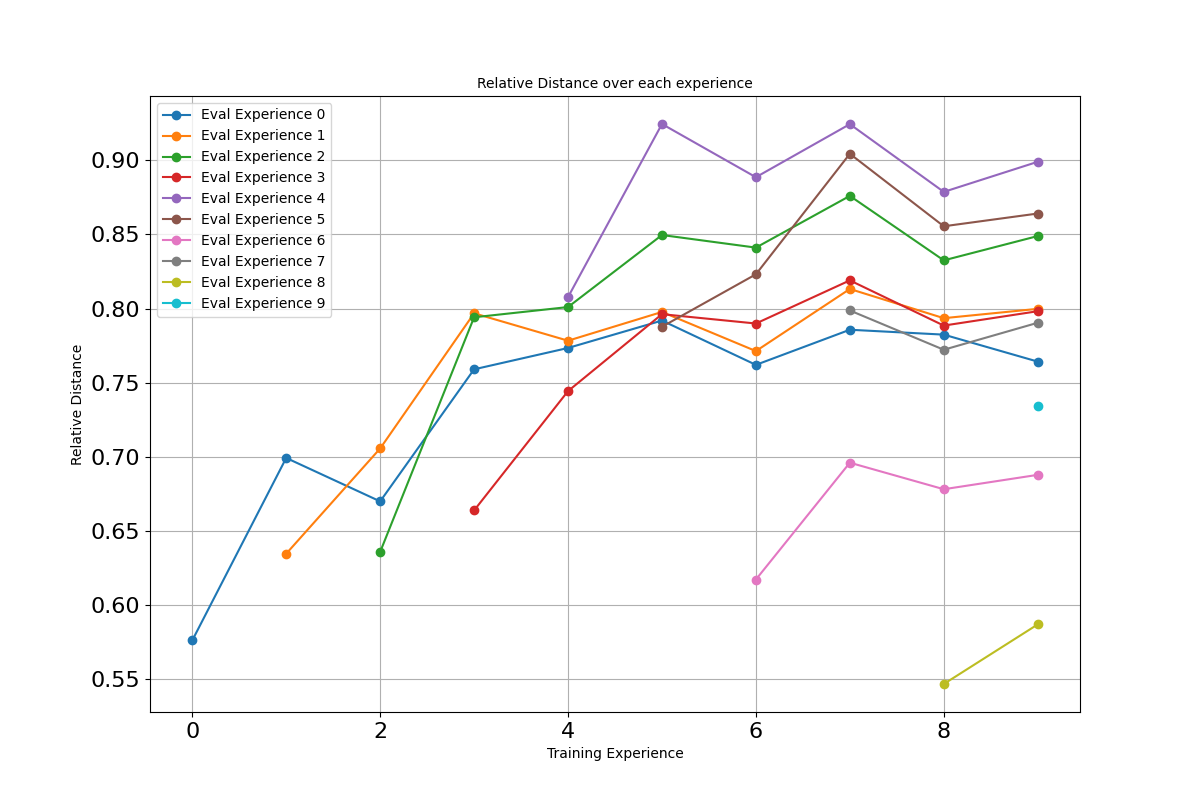 Relative Distance over each experience
Eval Experience 0
Eval Experience 1
Eval Experience 2
Eval Experience 3
Eval Experience 4
Eval Experience 5
Eval Experience 6
Eval Experience 7
Eval Experience 8
Eval Experience 9
0.90
0.85
0.80
0.75
0.70
0.65
0.60
0.55
Relative Distance
0 2 4 6 8
Training Experience